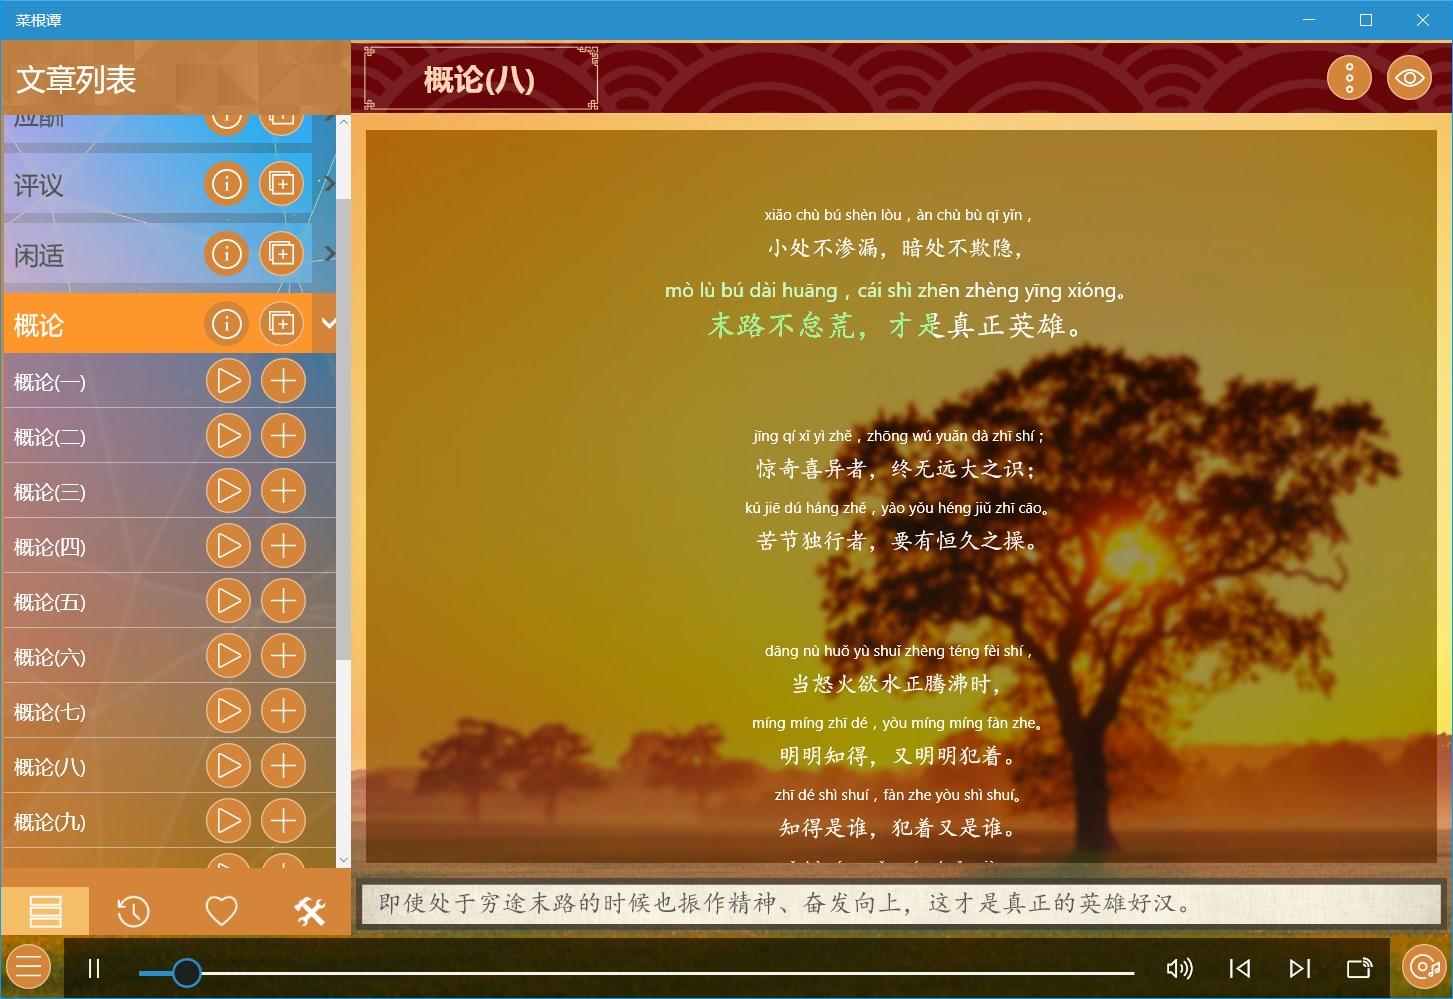 菜根谭
文章列表
应酬
评议
闲适
概论
概论(一)
概论(二)
概论(三)
概论(四)
概论(五)
概论(六)
概论(七)
概论(八)
概论(九)
概论(八)
xiǎo chù bú shèn lòu，àn chù bù qī yǐn，
小处不渗漏，暗处不欺隐，
mò lù bú dài huāng，cái shì zhēn zhèng yīng xióng。
末路不怠荒，才是真正英雄。
jīng qí xǐ yì zhě，zhōng wú yuǎn dà zhī shí；
惊奇喜异者，终无远大之识；
kǔ jiē dú háng zhě，yào yǒu héng jiǔ zhī cāo。
苦节独行者，要有恒久之操。
dāng nù huǒ yù shuǐ zhèng téng fèi shí，
当怒火欲水正腾沸时，
míng míng zhī dé，yòu míng míng fàn zhe。
明明知得，又明明犯着。
zhī dé shì shuí，fàn zhe yòu shì shuí。
知得是谁，犯着又是谁。
即使处于穷途末路的时候也振作精神、奋发向上，这才是真正的英雄好汉。